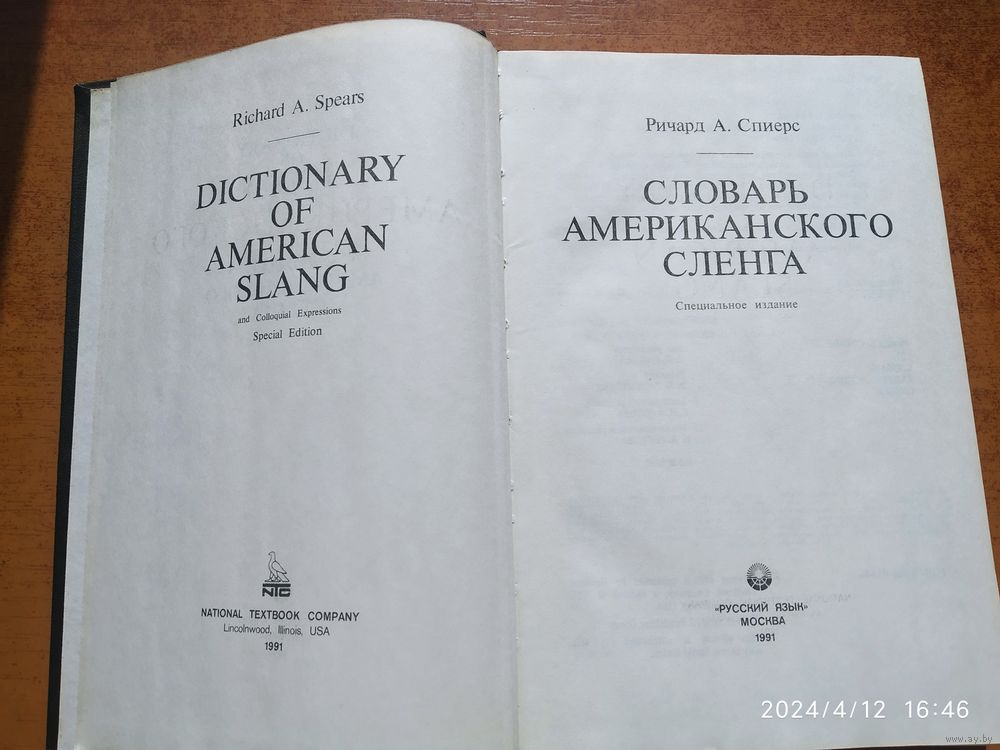 Richard A. Spears
DICTIONARY
OF
AMERICAN
SLANG
and Colloquial Expressions
Special Edition
NTC
NATIONAL TEXTBOOK COMPANY
Lincolnwood, Illinois, USA
1991
Ричард А. Спиерс
СЛОВАРЬ
АМЕРИКАНСКОГО
СЛЕНГА
Специальное издание
«РУССКИЙ ЯЗЫК»
МОСКВА
1991
2024/4/12 16:46
www.ay.by